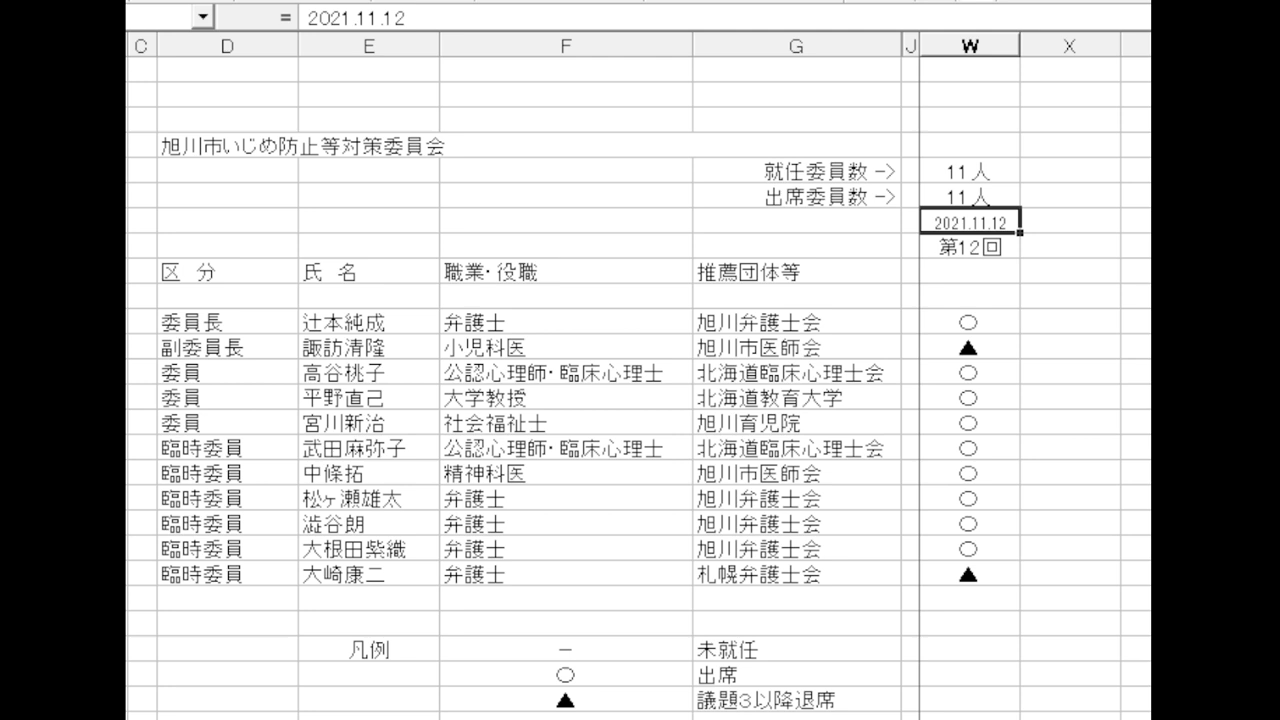 = 2021.11.12
C D E F G J W X
旭川市いじめ防止等対策委員会
就任委員数 -> 11人
出席委員数 -> 11人
2021.11.12
第12回
区 分 氏 名 職業・役職 推薦団体等
委員長 辻本純成 弁護士 旭川弁護士会 ○
副委員長 諏訪清隆 小児科医 旭川市医師会 ▲
委員 高谷桃子 公認心理師・臨床心理士 北海道臨床心理士会 ○
委員 平野直己 大学教授 北海道教育大学 ○
委員 宮川新治 社会福祉士 旭川育児院 ○
臨時委員 武田麻弥子 公認心理師・臨床心理士 北海道臨床心理士会 ○
臨時委員 中條拓 精神科医 旭川市医師会 ○
臨時委員 松ヶ瀬雄太 弁護士 旭川弁護士会 ○
臨時委員 澁谷朗 弁護士 旭川弁護士会 ○
臨時委員 大根田紫織 弁護士 旭川弁護士会 ○
臨時委員 大崎康二 弁護士 札幌弁護士会 ▲
凡例 － 未就任
○ 出席
▲ 議題3以降退席